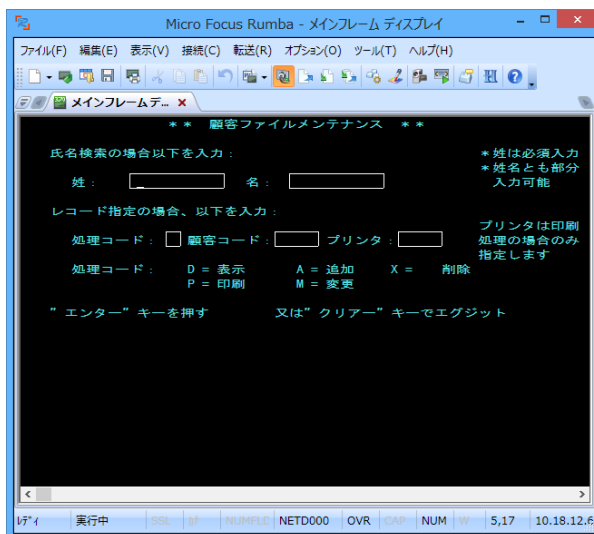 Micro Focus Rumba - メインフレーム ディスプレイ
ファイル(F) 編集(E) 表示(V) 接続(C) 転送(R) オプション(O) ツール(T) ヘルプ(H)
メインフレームデ...
** 顧客ファイルメンテナンス **
氏名検索の場合以下を入力: *姓は必須入力
*姓名とも部分
姓: 名: 入力可能
レコード指定の場合、以下を入力:
プリンタは印刷
処理コード: 顧客コード: プリンタ: 処理の場合のみ
指定します
処理コード: D = 表示 A = 追加 X = 削除
P = 印刷 M = 変更
”エンター”キーを押す 又は”クリアー”キーでエグジット
ﾚﾃﾞｨ 実行中 SSL NUMFLD NETD000 OVR CAP NUM W 5,17 10.18.12.